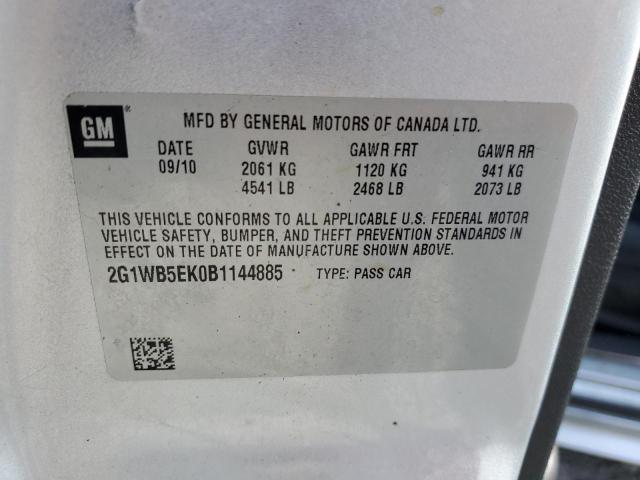 GM
MFD BY GENERAL MOTORS OF CANADA LTD.
DATE GVWR GAWR FRT GAWR RR
09/10 2061 KG 1120 KG 941 KG
4541 LB 2468 LB 2073 LB
THIS VEHICLE CONFORMS TO ALL APPLICABLE U.S. FEDERAL MOTOR
VEHICLE SAFETY, BUMPER, AND THEFT PREVENTION STANDARDS IN
EFFECT ON THE DATE OF MANUFACTURE SHOWN ABOVE.
2G1WB5EK0B1144885 TYPE: PASS CAR